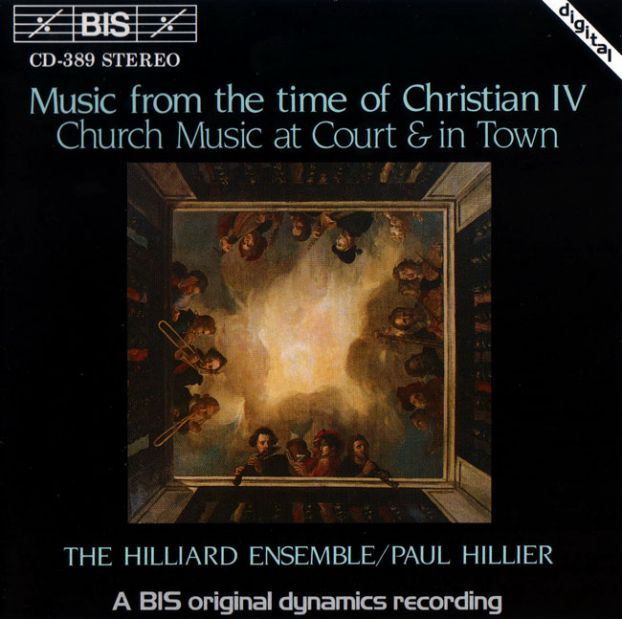 BIS
digital
CD-389 STEREO
Music from the time of Christian IV
Church Music at Court & in Town
THE HILLIARD ENSEMBLE/PAUL HILLIER
A BIS original dynamics recording